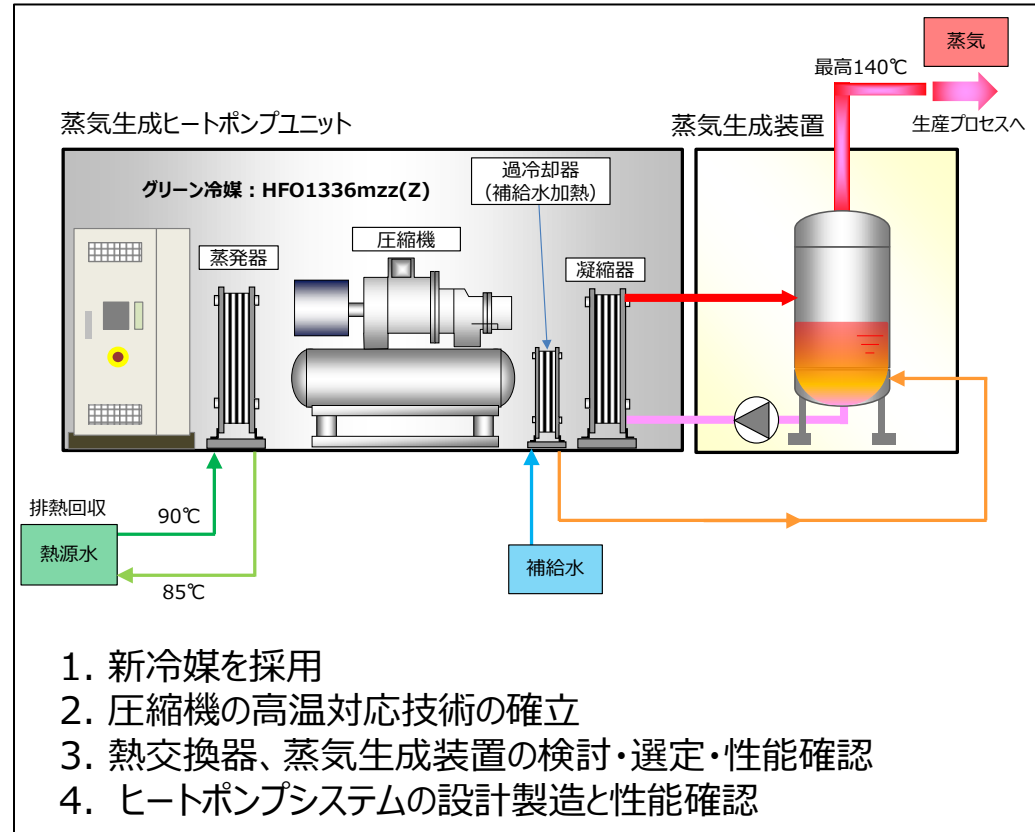 蒸気
最高140℃
生産プロセスへ
蒸気生成ヒートポンプユニット
蒸気生成装置
グリーン冷媒：HFO1336mzz(Z)
過冷却器
（補給水加熱）
蒸発器
圧縮機
凝縮器
排熱回収
90℃
熱源水
85℃
補給水
1. 新冷媒を採用
2. 圧縮機の高温対応技術の確立
3. 熱交換器、蒸気生成装置の検討・選定・性能確認
4. ヒートポンプシステムの設計製造と性能確認